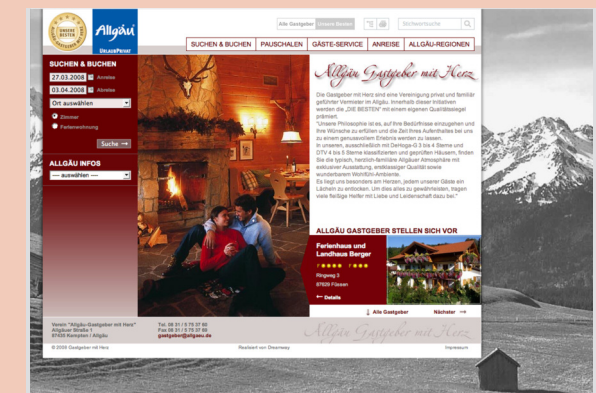 UNSERE
BESTEN
Allgäu
URLAUBPRIVAT
Alle Gastgeber Unsere Besten
Stichwortsuche
SUCHEN & BUCHEN PAUSCHALEN GÄSTE-SERVICE ANREISE ALLGÄU-REGIONEN
SUCHEN & BUCHEN
27.03.2008 Anreise
03.04.2008 Abreise
Ort auswählen
Zimmer
Ferienwohnung
Suche →
ALLGÄU INFOS
---- auswählen ----
Allgäu Gastgeber mit Herz
Die Gastgeber mit Herz sind eine Vereinigung privat und familiär
geführter Vermieter im Allgäu. Innerhalb dieser Initiativen
werden die „DIE BESTEN" mit einem eigenen Qualitätssiegel
prämiert.
"Unsere Philosophie ist es, auf Ihre Bedürfnisse einzugehen und
Ihre Wünsche zu erfüllen und die Zeit Ihres Aufenthaltes bei uns
zu einem genussvollem Erlebnis werden zu lassen.
In unseren, ausschließlich mit DeHoga-G 3 bis 4 Sterne und
DTV 4 bis 5 Sterne klassifizierten und geprüften Häusern, finden
Sie die typisch, herzlich-familiäre Allgäuer Atmosphäre mit
exklusiver Ausstattung, erstklassiger Qualität sowie
wunderbarem Wohlfühl-Ambiente.
Es liegt uns besonders am Herzen, jedem unserer Gäste ein
Lächeln zu entlocken. Um dies alles zu gewährleisten, tragen
viele fleißige Helfer mit Liebe und Leidenschaft dazu bei."
ALLGÄU GASTGEBER STELLEN SICH VOR
Ferienhaus und
Landhaus Berger
F F
Ringweg 3
87629 Füssen
← Details
↓ Alle Gastgeber Nächster →
Verein "Allgäu-Gastgeber mit Herz"
Allgäuer Straße 1
87435 Kempten / Allgäu
Tel. 08 31 / 5 75 37 80
Fax 08 31 / 5 75 37 69
gastgeber@allgaeu.de
Allgäu Gastgeber mit Herz
© 2008 Gastgeber mit Herz Realisiert von Dreamway Impressum